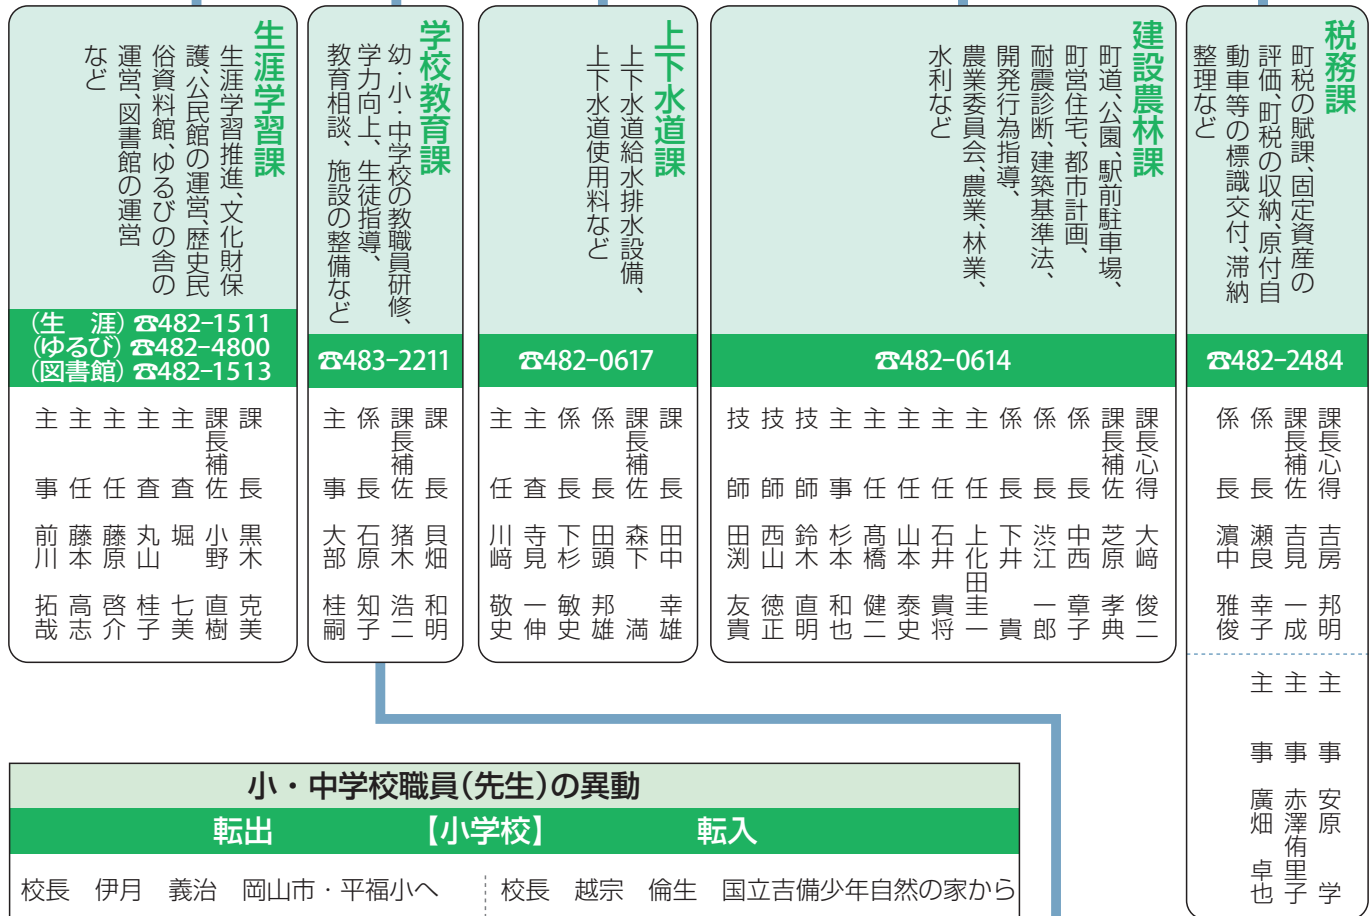 税務課
町税の賦課、固定資産の
評価、町税の収納、原付自
動車等の標識交付、滞納
整理など
☎482-2484
課長心得 吉房 邦明
課長補佐 吉見 一成
係長 瀬良 幸子
係長 濵中 雅俊
主事 安原 学
主事 赤澤侑里子
主事 廣畑 卓也
建設農林課
町道、公園、駅前駐車場、
町営住宅、都市計画、
耐震診断、建築基準法、
開発行為指導、
農業委員会、農業、林業、
水利など
☎482-0614
課長心得 大﨑 俊二
課長補佐 芝原 孝典
係長 中西 章子
係長 渋江 一郎
係長 下井 貴
主任 上化田圭一
主任 石井 貴将
主任 山本 泰史
主任 髙橋 健二
主事 杉本 和也
技師 鈴木 直明
技師 西山 徳正
技師 田渕 友貴
上下水道課
上下水道給水排水設備、
上下水道使用料など
☎482-0617
課長 田中 幸雄
課長補佐 森下 満
係長 田頭 邦雄
係長 下杉 敏史
主査 寺見 一伸
主任 川﨑 敬史
学校教育課
幼・小・中学校の教職員研修、
学力向上、生徒指導、
教育相談、施設の整備など
☎483-2211
課長 貝畑 和明
課長補佐 猪木 浩二
係長 石原 知子
主事 大部 桂嗣
生涯学習課
生涯学習推進、文化財保
護、公民館の運営、歴史民
俗資料館、ゆるびの舎の
運営、図書館の運営
など
(生 涯)☎482-1511
(ゆるび)☎482-4800
(図書館)☎482-1513
課長 黒木 克美
課長補佐 小野 直樹
主査 堀 七美
主査 丸山 桂子
主任 藤原 啓介
主任 藤本 高志
主事 前川 拓哉
小・中学校職員(先生)の異動
転出 【小学校】 転入
校長 伊月 義治 岡山市・平福小へ
校長 越宗 倫生 国立吉備少年自然の家から